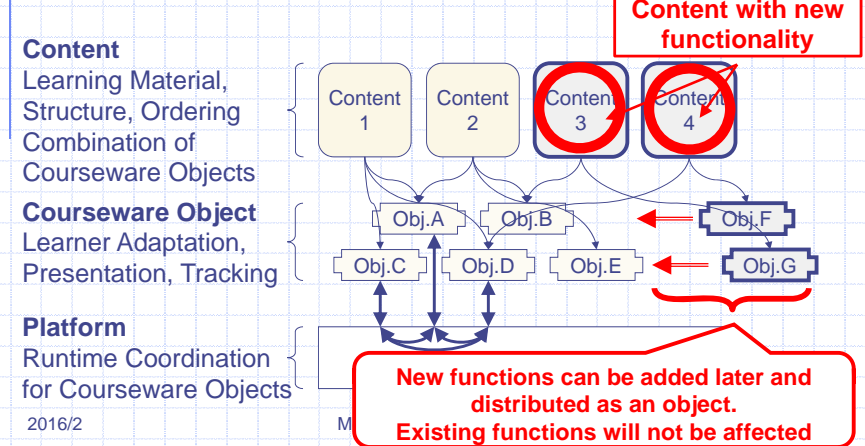 Content with new
functionality
Content
Learning Material,
Structure, Ordering
Combination of
Courseware Objects
Content
1
Content
2
Content
3
Content
4
Courseware Object
Learner Adaptation,
Presentation, Tracking
Obj.A
Obj.B
Obj.F
Obj.C
Obj.D
Obj.E
Obj.G
Platform
Runtime Coordination
for Courseware Objects
New functions can be added later and
distributed as an object.
Existing functions will not be affected
2016/2